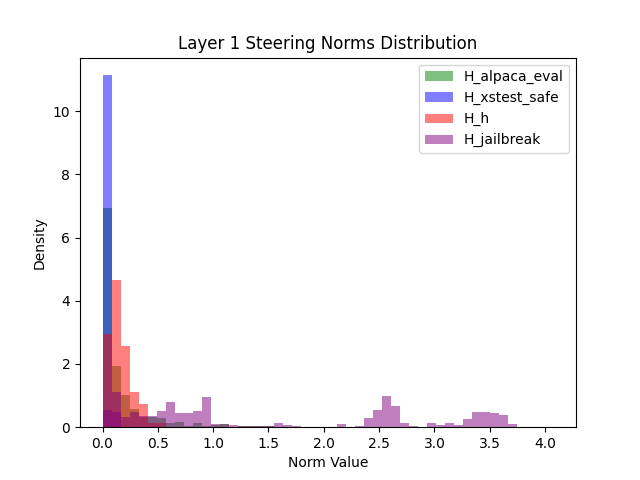 Layer 1 Steering Norms Distribution
H_alpaca_eval
H_xstest_safe
H_h
H_jailbreak
10
8
6
4
2
0
Density
0.0 0.5 1.0 1.5 2.0 2.5 3.0 3.5 4.0
Norm Value